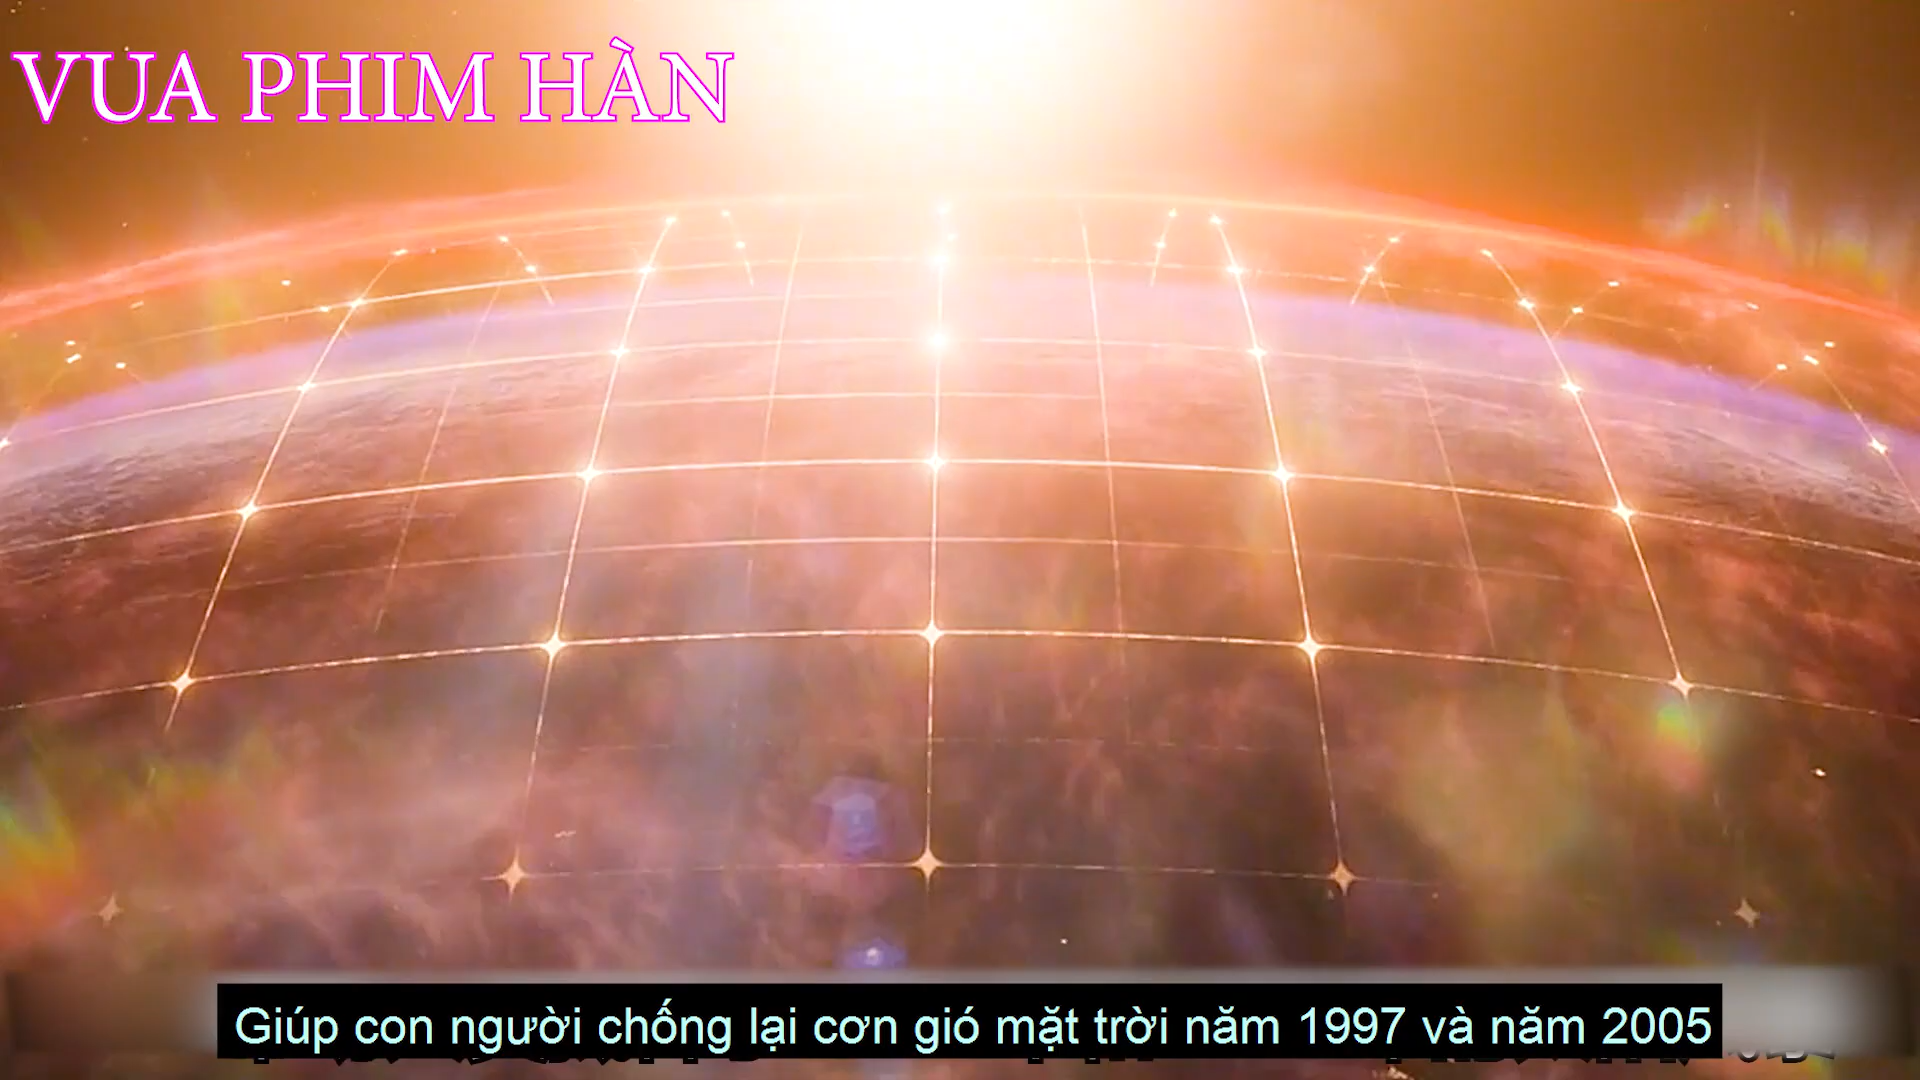 VUA PHIM HÀN
Giúp con người chống lại cơn gió mặt trời năm 1997 và năm 2005